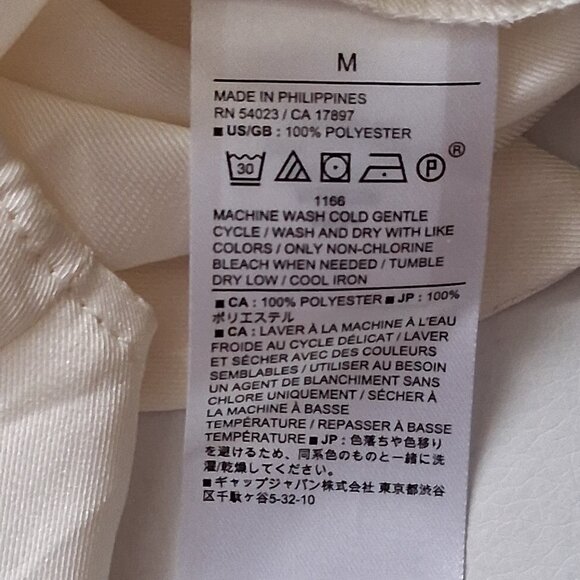 M
MADE IN PHILIPPINES
RN 54023 / CA 17897
■ US/GB : 100% POLYESTER
30 P ®
1166
MACHINE WASH COLD GENTLE
CYCLE / WASH AND DRY WITH LIKE
COLORS / ONLY NON-CHLORINE
BLEACH WHEN NEEDED / TUMBLE
DRY LOW / COOL IRON
■ CA : 100% POLYESTER ■ JP : 100%
ポリエステル
■ CA : LAVER À LA MACHINE À L'EAU
FROIDE AU CYCLE DÉLICAT / LAVER
ET SÉCHER AVEC DES COULEURS
SEMBLABLES / UTILISER AU BESOIN
UN AGENT DE BLANCHIMENT SANS
CHLORE UNIQUEMENT / SÉCHER À
LA MACHINE À BASSE
TEMPÉRATURE / REPASSER À BASSE
TEMPÉRATURE ■ JP : 色落ちや色移り
を避けるため、同系色のものと一緒に洗
濯/乾燥してください。
■ ギャップジャパン株式会社 東京都渋谷
区千駄ヶ谷5-32-10